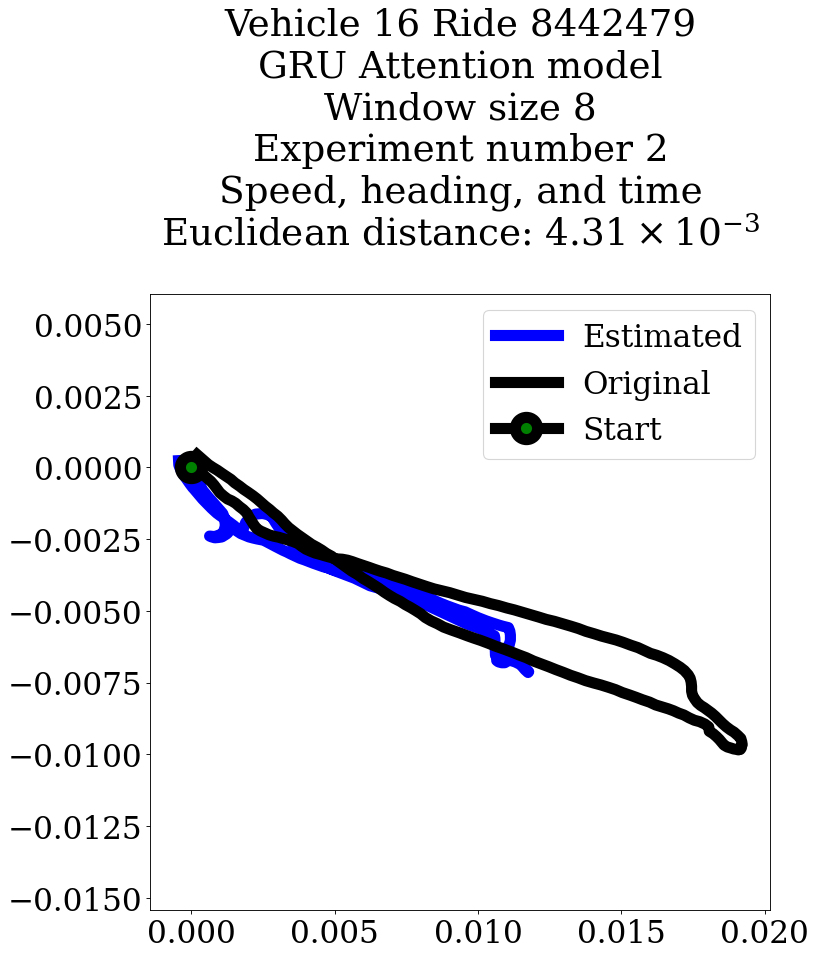 Vehicle 16 Ride 8442479
GRU Attention model
Window size 8
Experiment number 2
Speed, heading, and time
Euclidean distance: 4.31 × 10⁻³
Estimated
Original
Start
0.0050
0.0025
0.0000
−0.0025
−0.0050
−0.0075
−0.0100
−0.0125
−0.0150
0.000 0.005 0.010 0.015 0.020